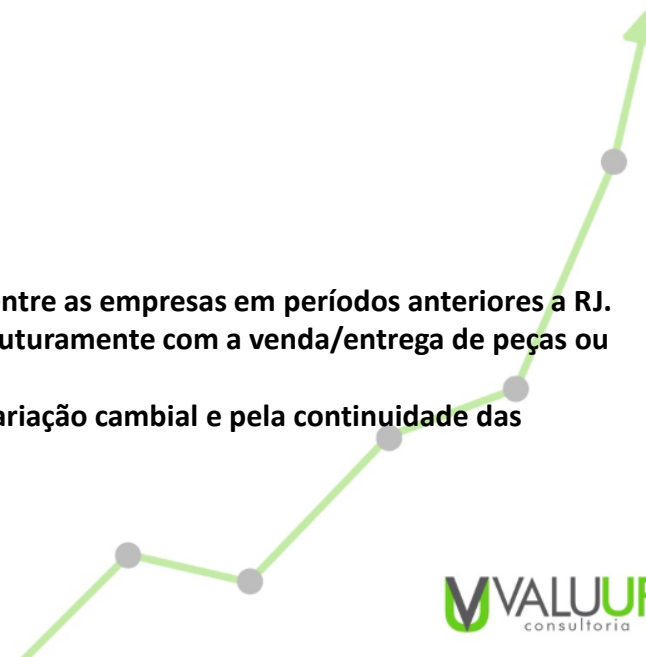 ntre as empresas em períodos anteriores a RJ.
uturamente com a venda/entrega de peças ou
ariação cambial e pela continuidade das
VALUUP
consultoria